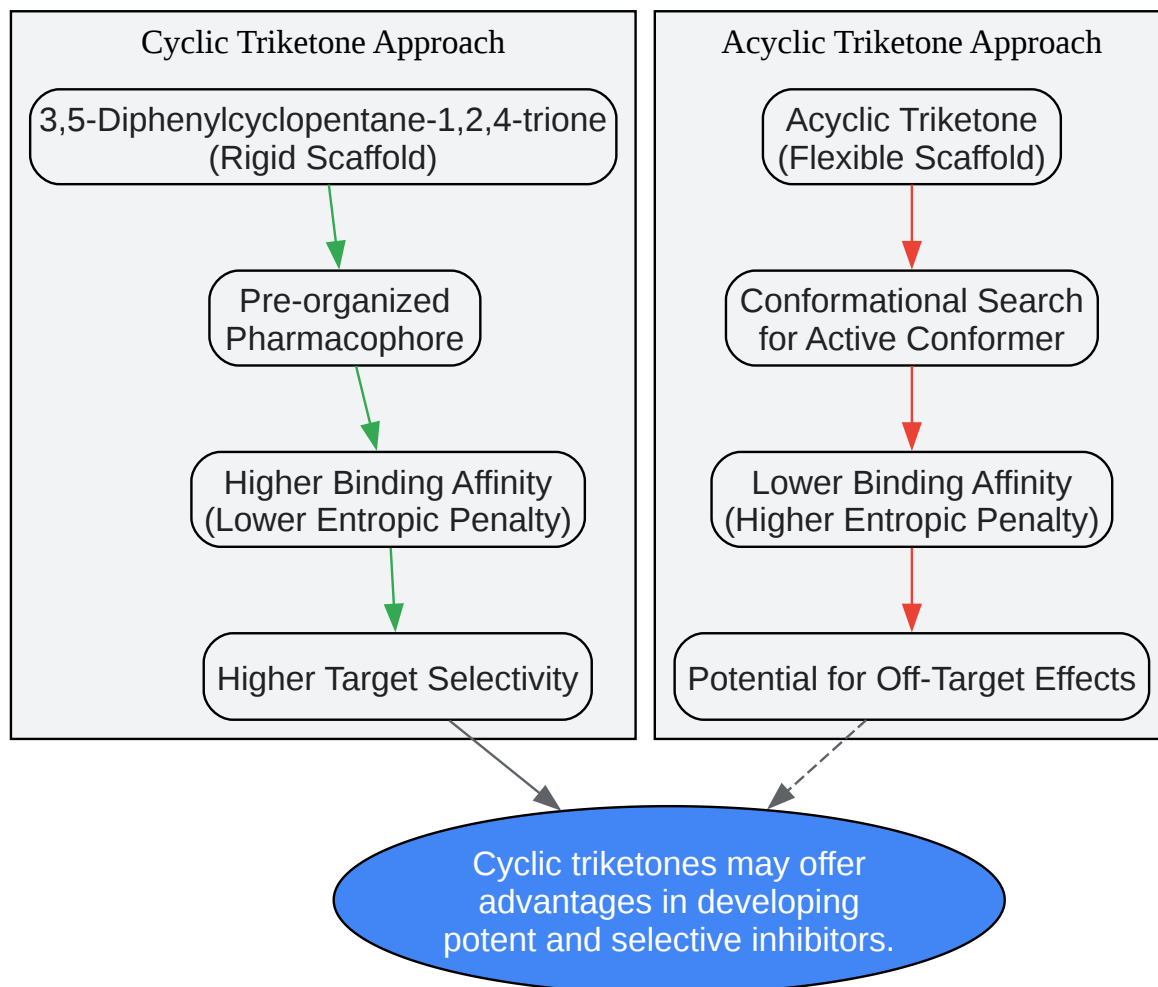 Cyclic Triketone Approach
3,5-Diphenylcyclopentane-1,2,4-trione
(Rigid Scaffold)
Pre-organized
Pharmacophore
Higher Binding Affinity
(Lower Entropic Penalty)
Higher Target Selectivity
Acyclic Triketone Approach
Acyclic Triketone
(Flexible Scaffold)
Conformational Search
for Active Conformer
Lower Binding Affinity
(Higher Entropic Penalty)
Potential for Off-Target Effects
Cyclic triketones may offer
advantages in developing
potent and selective inhibitors.